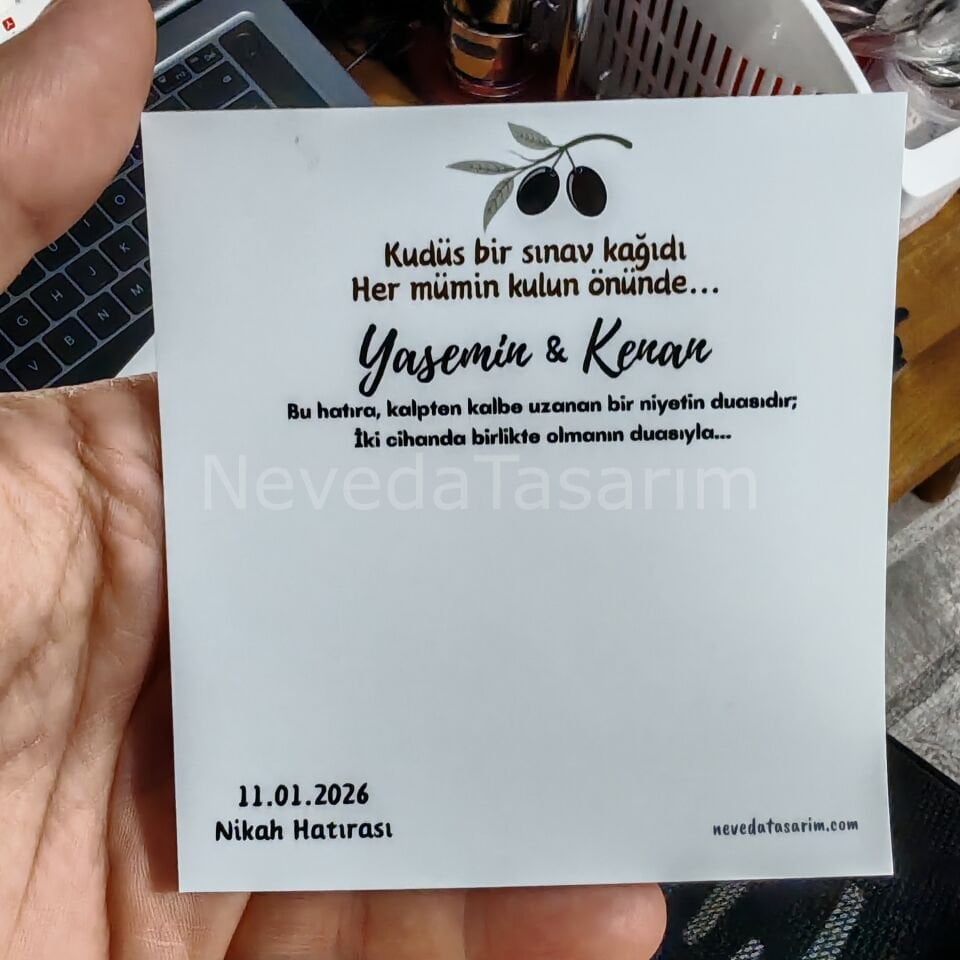 Kudüs bir sınav kağıdı
Her mümin kulun önünde...
Yasemin & Kenan
Bu hatıra, kalpten kalbe uzanan bir niyetin duasıdır;
İki cihanda birlikte olmanın duasıyla...
NevedaTasarım
11.01.2026
Nikah Hatırası
nevedatasarim.com
O
I
J
K
G
H
M
N
B
V